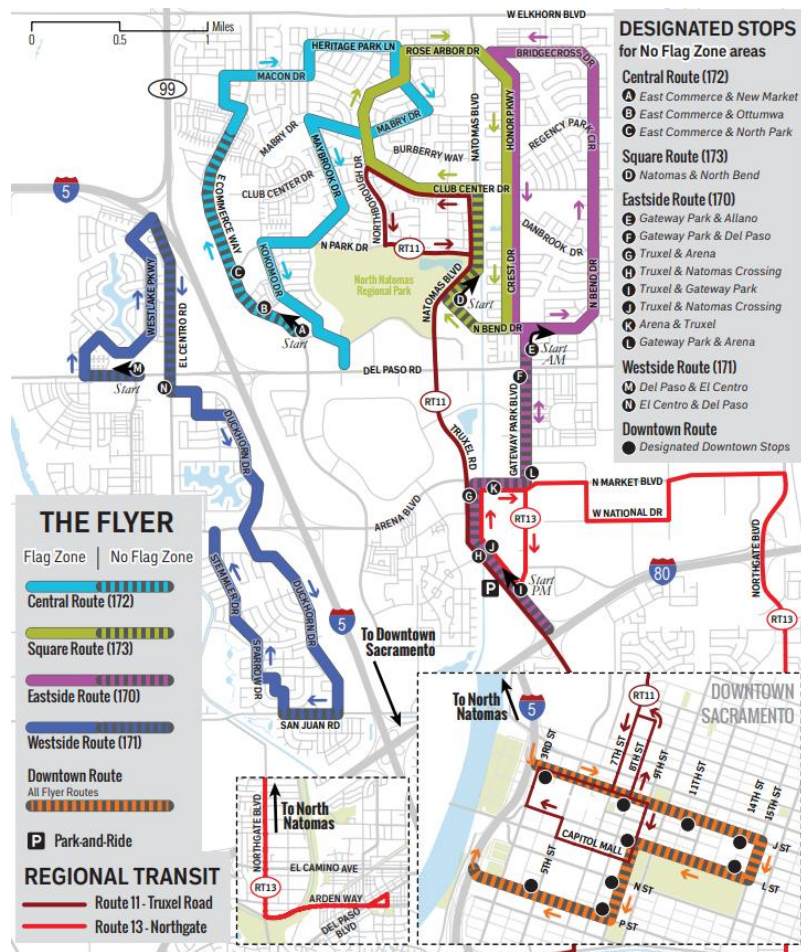 0
0.5
1
Miles
W ELKHORN BLVD
HERITAGE PARK LN
ROSE ARBOR DR
BRIDGECROSS DR
MACON DR
99
MABRY DR
MABRY DR
MAYBROOK DR
BURBERRY WAY
NATOMAS BLVD
HONOR PKWY
REGENCY PARK CIR
CLUB CENTER DR
CLUB CENTER DR
NORTHBOROUGH DR
E COMMERCE WAY
N PARK DR
RT11
DANBROOK DR
5
KOKOMO DR
North Natomas
Regional Park
NATOMAS BLVD
CREST DR
N BEND DR
WESTLAKE PKWY
EL CENTRO RD
C
B
A
Start
D
Start
N BEND DR
E
Start
AM
M
Start
DEL PASO RD
F
N
RT11
GATEWAY PARK BLVD
TRUXEL RD
DUCKHORN DR
L
G
K
N MARKET BLVD
ARENA BLVD
RT13
W NATIONAL DR
J
H
I
Start
PM
P
80
NORTHGATE BLVD
RT13
STEMMLER DR
DUCKHORN DR
SPARROW DR
SAN JUAN RD
5
To Downtown
Sacramento
DESIGNATED STOPS
for No Flag Zone areas
Central Route (172)
A East Commerce & New Market
B East Commerce & Ottumwa
C East Commerce & North Park
Square Route (173)
D Natomas & North Bend
Eastside Route (170)
E Gateway Park & Allano
F Gateway Park & Del Paso
G Truxel & Arena
H Truxel & Natomas Crossing
I Truxel & Gateway Park
J Truxel & Natomas Crossing
K Arena & Truxel
L Gateway Park & Arena
Westside Route (171)
M Del Paso & El Centro
N El Centro & Del Paso
Downtown Route
Designated Downtown Stops
THE FLYER
Flag Zone | No Flag Zone
Central Route (172)
Square Route (173)
Eastside Route (170)
Westside Route (171)
Downtown Route
All Flyer Routes
P Park-and-Ride
REGIONAL TRANSIT
Route 11 - Truxel Road
Route 13 - Northgate
To North
Natomas
NORTHGATE BLVD
EL CAMINO AVE
RT13
ARDEN WAY
DEL PASO
BLVD
To North
Natomas
5
RT11
DOWNTOWN
SACRAMENTO
3RD ST
7TH ST
8TH ST
9TH ST
11TH ST
14TH ST
15TH ST
CAPITOL MALL
J ST
5TH ST
L ST
N ST
P ST